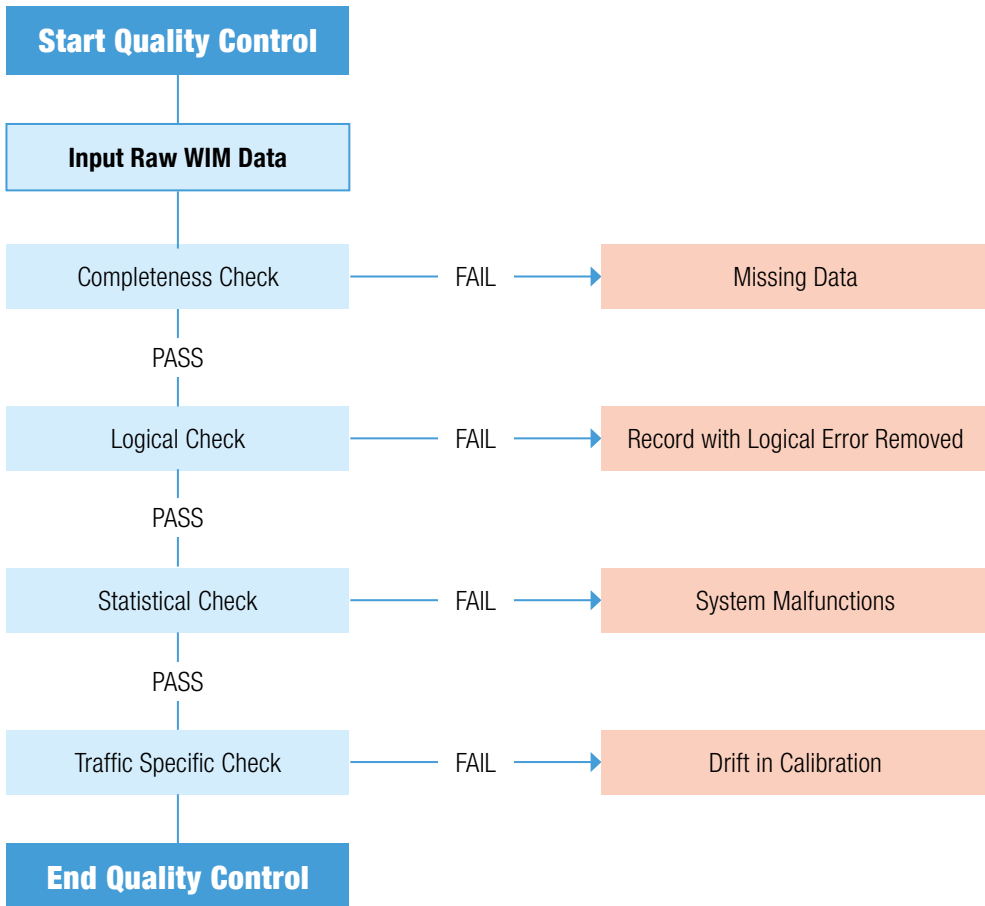 Start Quality Control
Input Raw WIM Data
Completeness Check
FAIL
Missing Data
PASS
Logical Check
FAIL
Record with Logical Error Removed
PASS
Statistical Check
FAIL
System Malfunctions
PASS
Traffic Specific Check
FAIL
Drift in Calibration
End Quality Control